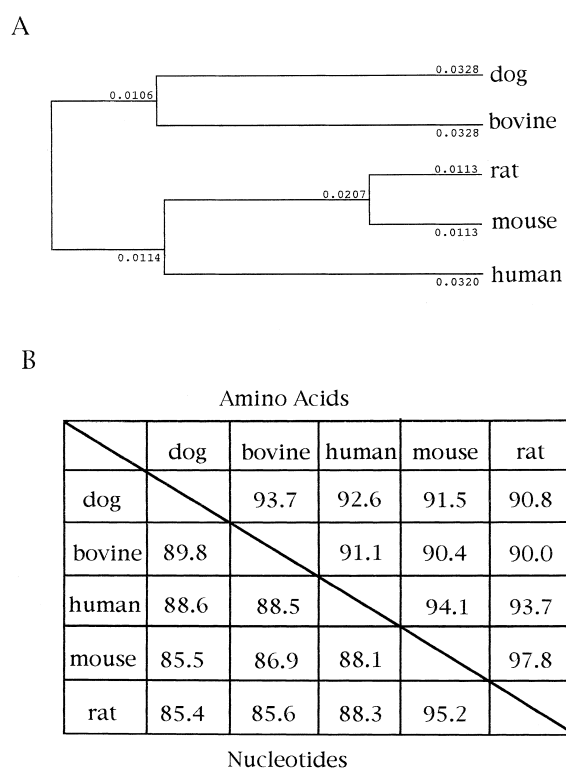 A
0.0328 dog
0.0106
0.0328 bovine
0.0113 rat
0.0207
0.0113 mouse
0.0114
0.0320 human
B
Amino Acids
dog bovine human mouse rat
dog 93.7 92.6 91.5 90.8
bovine 89.8 91.1 90.4 90.0
human 88.6 88.5 94.1 93.7
mouse 85.5 86.9 88.1 97.8
rat 85.4 85.6 88.3 95.2
Nucleotides